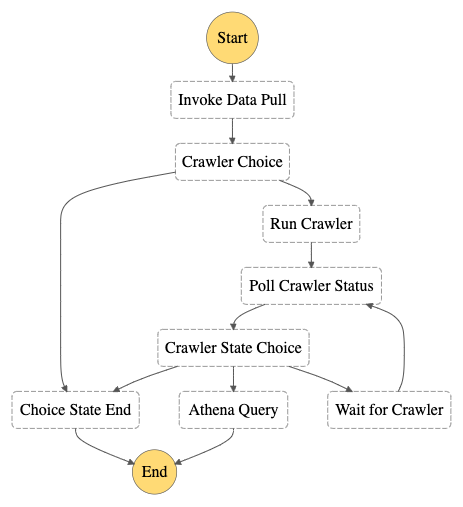 Start
Invoke Data Pull
Crawler Choice
Run Crawler
Poll Crawler Status
Crawler State Choice
Choice State End
Athena Query
Wait for Crawler
End